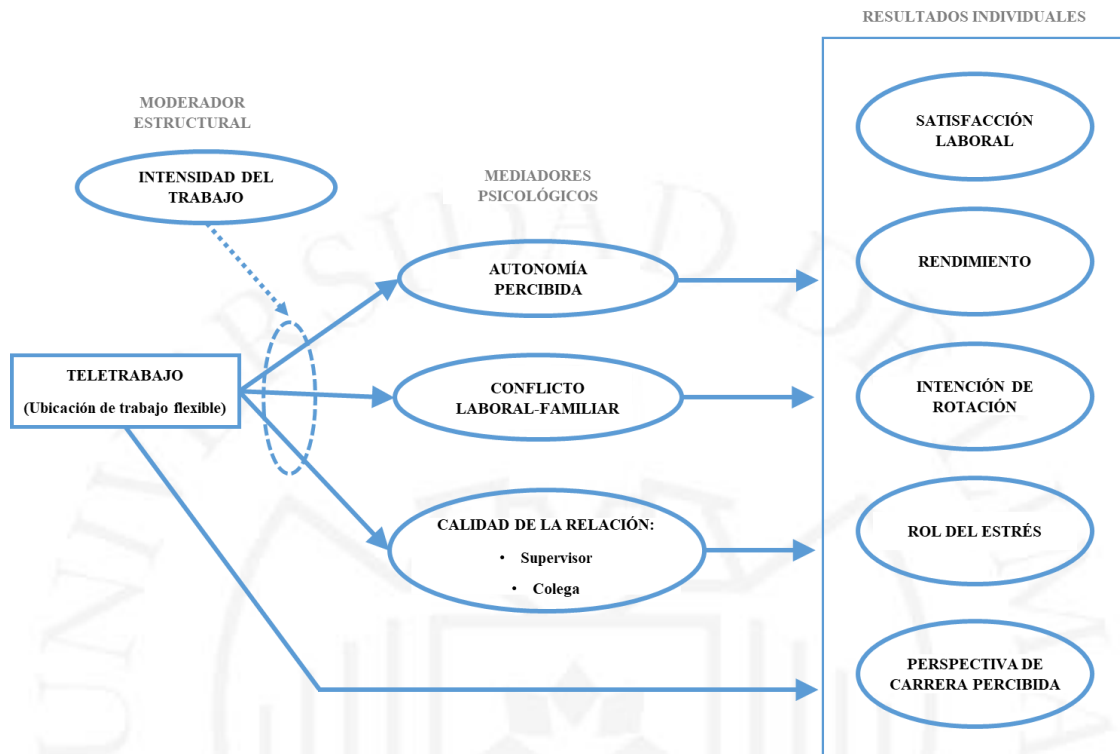 RESULTADOS INDIVIDUALES
MODERADOR
ESTRUCTURAL
INTENSIDAD DEL
TRABAJO
MEDIADORES
PSICOLÓGICOS
AUTONOMÍA
PERCIBIDA
TELETRABAJO
(Ubicación de trabajo flexible)
CONFLICTO
LABORAL-FAMILIAR
CALIDAD DE LA RELACIÓN:
• Supervisor
• Colega
SATISFACCIÓN
LABORAL
RENDIMIENTO
INTENCIÓN DE
ROTACIÓN
ROL DEL ESTRÉS
PERSPECTIVA DE
CARRERA PERCIBIDA